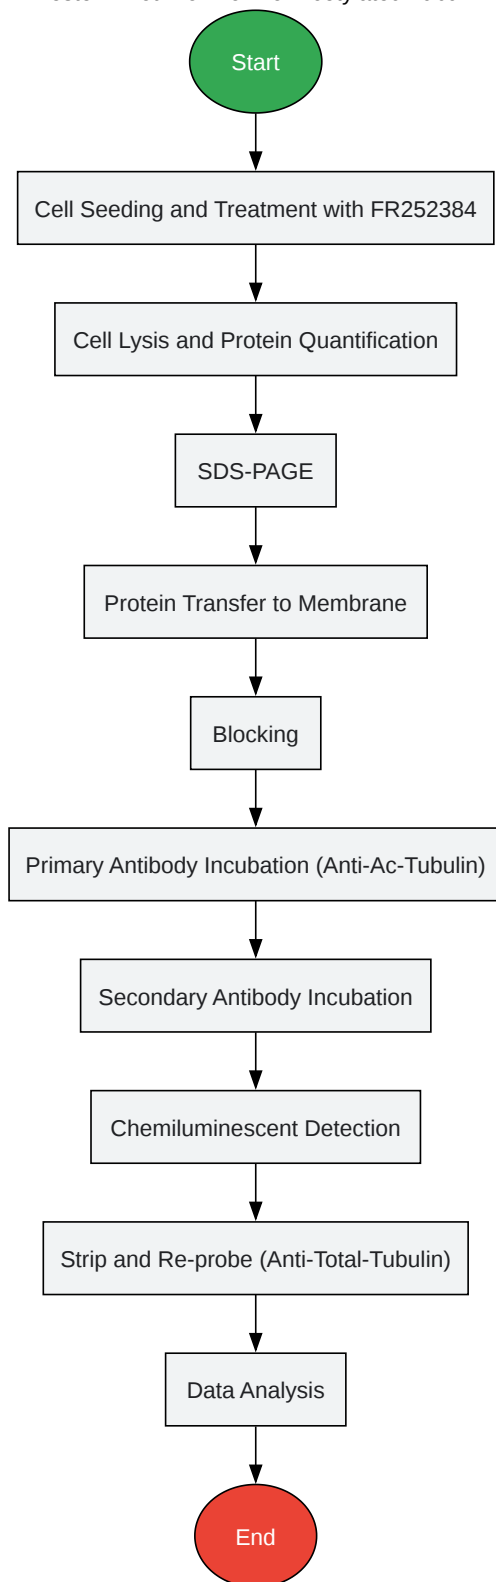 Start
Cell Seeding and Treatment with FR252384
Cell Lysis and Protein Quantification
SDS-PAGE
Protein Transfer to Membrane
Blocking
Primary Antibody Incubation (Anti-Ac-Tubulin)
Secondary Antibody Incubation
Chemiluminescent Detection
Strip and Re-probe (Anti-Total-Tubulin)
Data Analysis
End